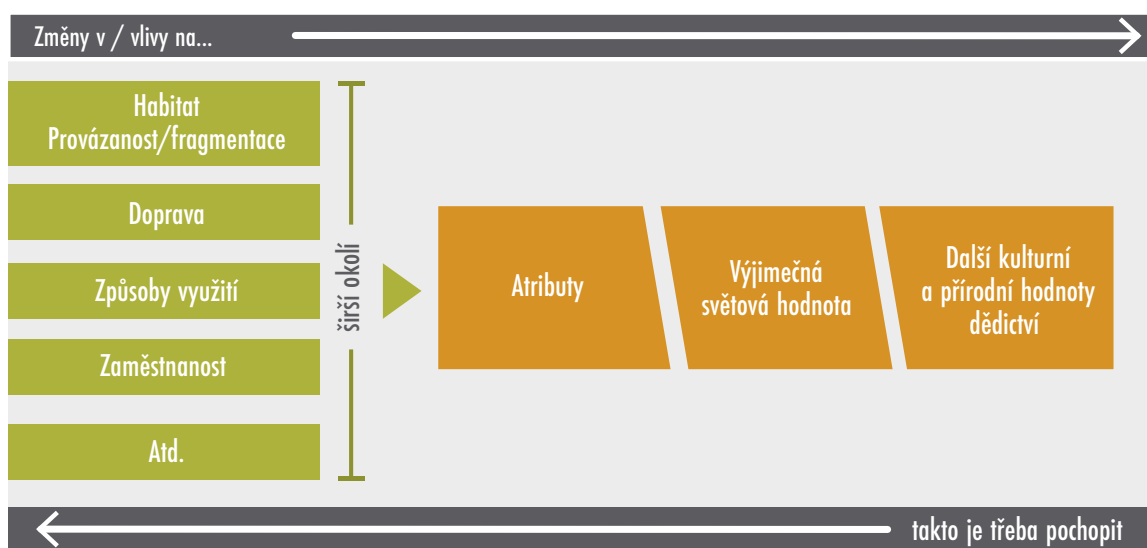 Změny v / vlivy na...
Habitat
Provázanost/fragmentace
Doprava
Způsoby využití
Zaměstnanost
Atd.
širší okolí
Atributy
Výjimečná
světová hodnota
Další kulturní
a přírodní hodnoty
dědictví
takto je třeba pochopit